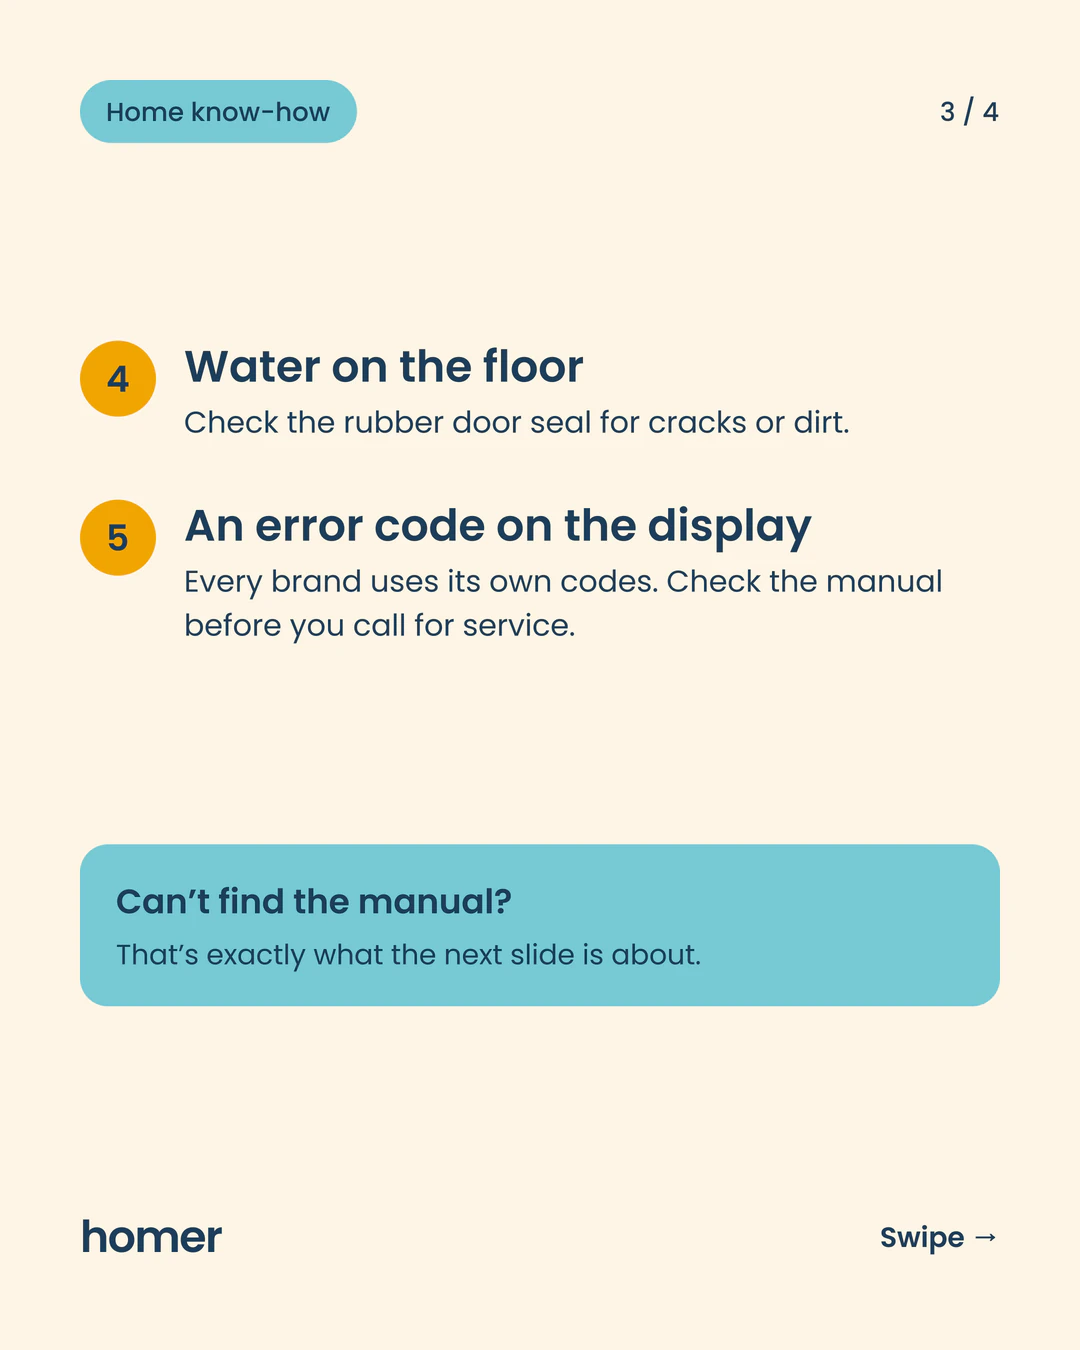 Home know-how
3 / 4
4
Water on the floor
Check the rubber door seal for cracks or dirt.
5
An error code on the display
Every brand uses its own codes. Check the manual
before you call for service.
Can’t find the manual?
That’s exactly what the next slide is about.
homer
Swipe →